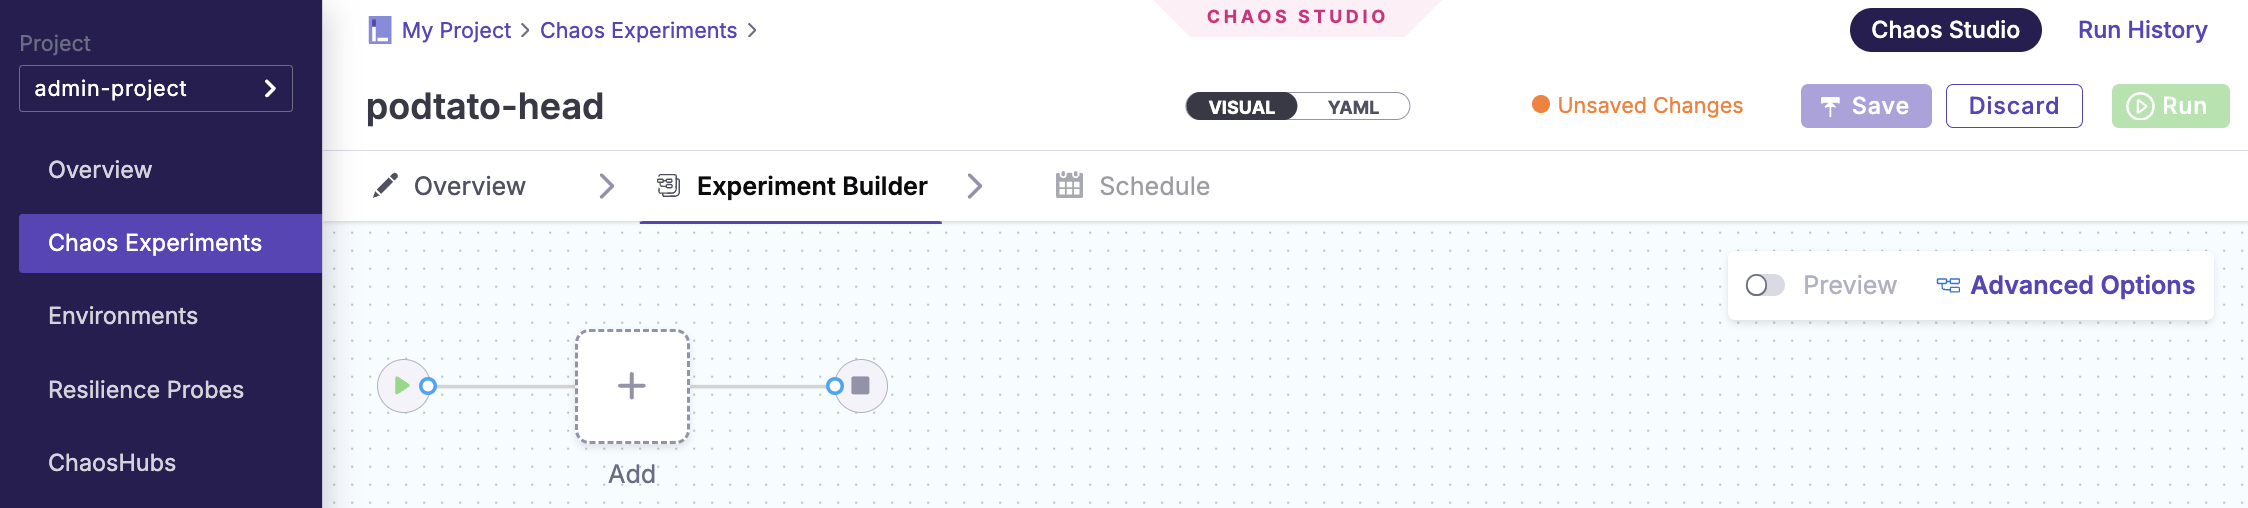 Project
admin-project
Overview
Chaos Experiments
Environments
Resilience Probes
ChaosHubs
My Project
Chaos Experiments
CHAOS STUDIO
Chaos Studio
Run History
podtato-head
VISUAL
YAML
Unsaved Changes
Save
Discard
Run
Overview
Experiment Builder
Schedule
Preview
Advanced Options
Add